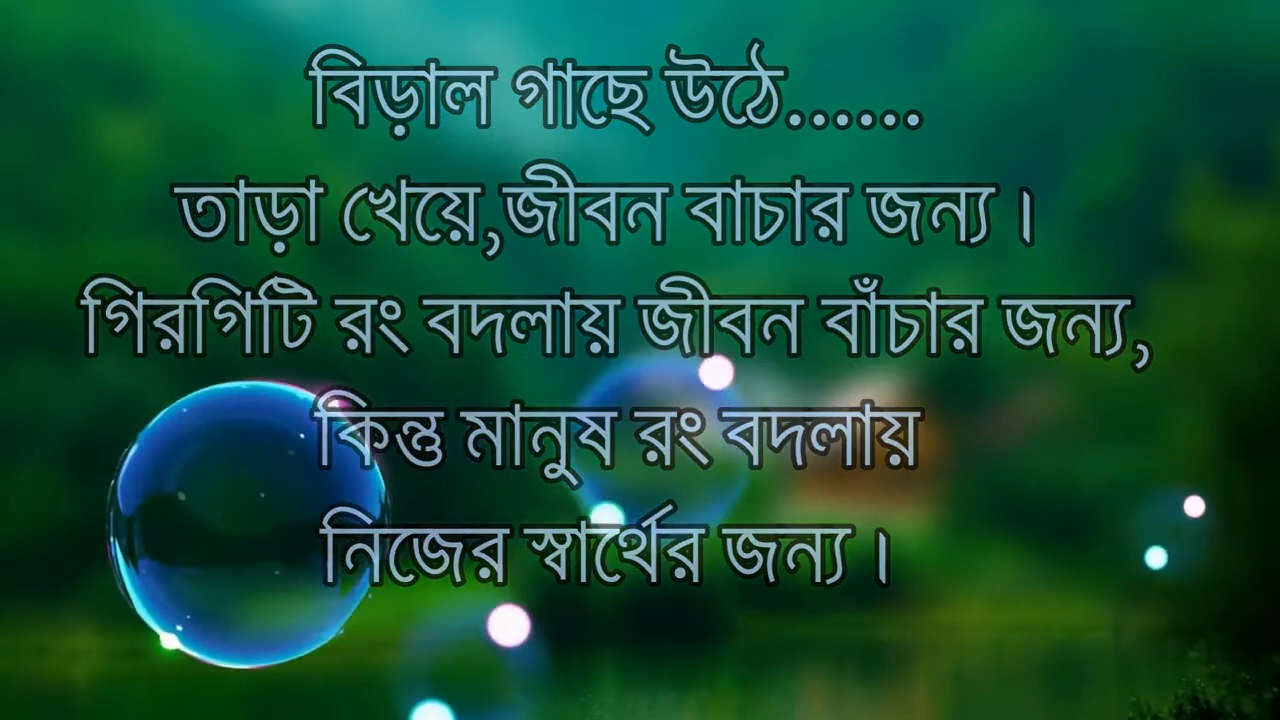 বিড়াল গাছে উঠে......
তাড়া খেয়ে,জীবন বাচার জন্য।
গিরগিটি রং বদলায় জীবন বাঁচার জন্য,
কিন্তু মানুষ রং বদলায়
নিজের স্বার্থের জন্য।